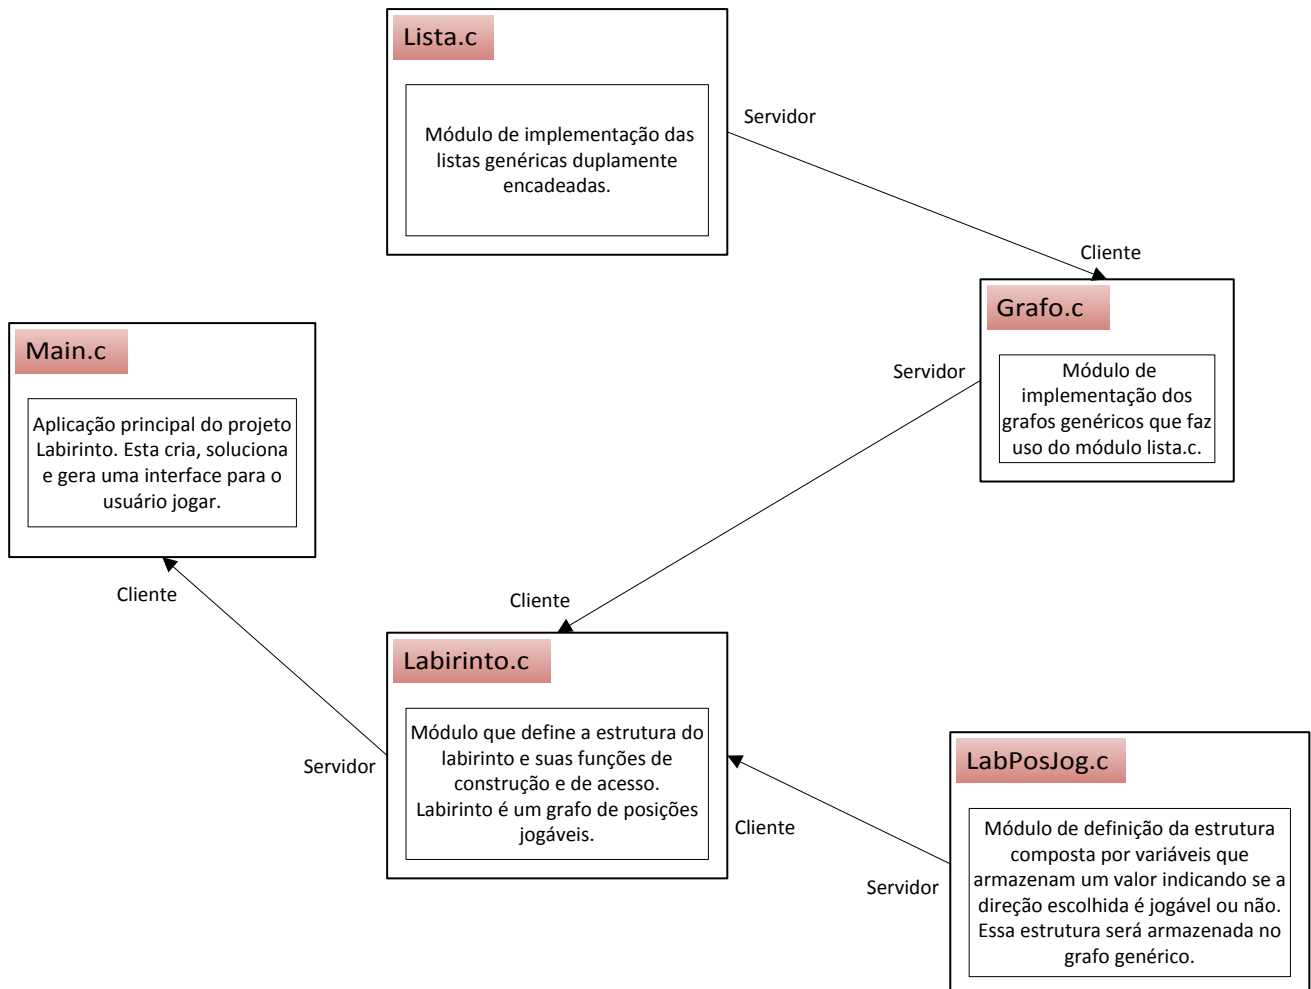 Lista.c
Módulo de implementação das
listas genéricas duplamente
encadeadas.
Servidor
Cliente
Grafo.c
Módulo de
implementação dos
grafos genéricos que faz
uso do módulo lista.c.
Servidor
Main.c
Aplicação principal do projeto
Labirinto. Esta cria, soluciona
e gera uma interface para o
usuário jogar.
Cliente
Cliente
Labirinto.c
Módulo que define a estrutura do
labirinto e suas funções de
construção e de acesso.
Labirinto é um grafo de posições
jogáveis.
Servidor
Cliente
LabPosJog.c
Módulo de definição da estrutura
composta por variáveis que
armazenam um valor indicando se a
direção escolhida é jogável ou não.
Essa estrutura será armazenada no
grafo genérico.
Servidor